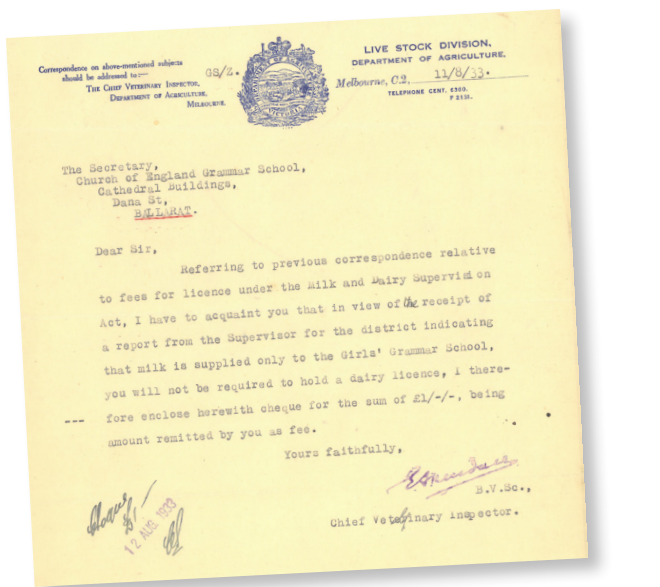 Correspondence on above-mentioned subjects
should be addressed to:—
THE CHIEF VETERINARY INSPECTOR,
DEPARTMENT OF AGRICULTURE,
MELBOURNE.
GS/Z.
LIVE STOCK DIVISION,
DEPARTMENT OF AGRICULTURE.
Melbourne, C.2, 11/8/33.
TELEPHONE CENT.
The Secretary,
Church of England Grammar School,
Cathedral Buildings,
Dana St,
BALLARAT.
Dear Sir,
Referring to previous correspondence relative
to fees for licence under the Milk and Dairy Supervision
Act, I have to acquaint you that in view of the receipt of
a report from the Supervisor for the district indicating
that milk is supplied only to the Girls' Grammar School,
you will not be required to hold a dairy licence, I there-
--- fore enclose herewith cheque for the sum of £1/-/-, being
amount remitted by you as fee.
Yours faithfully,
B.V.Sc.,
Chief Veterinary Inspector.
Cheque
£1/-
12 AUG 1933